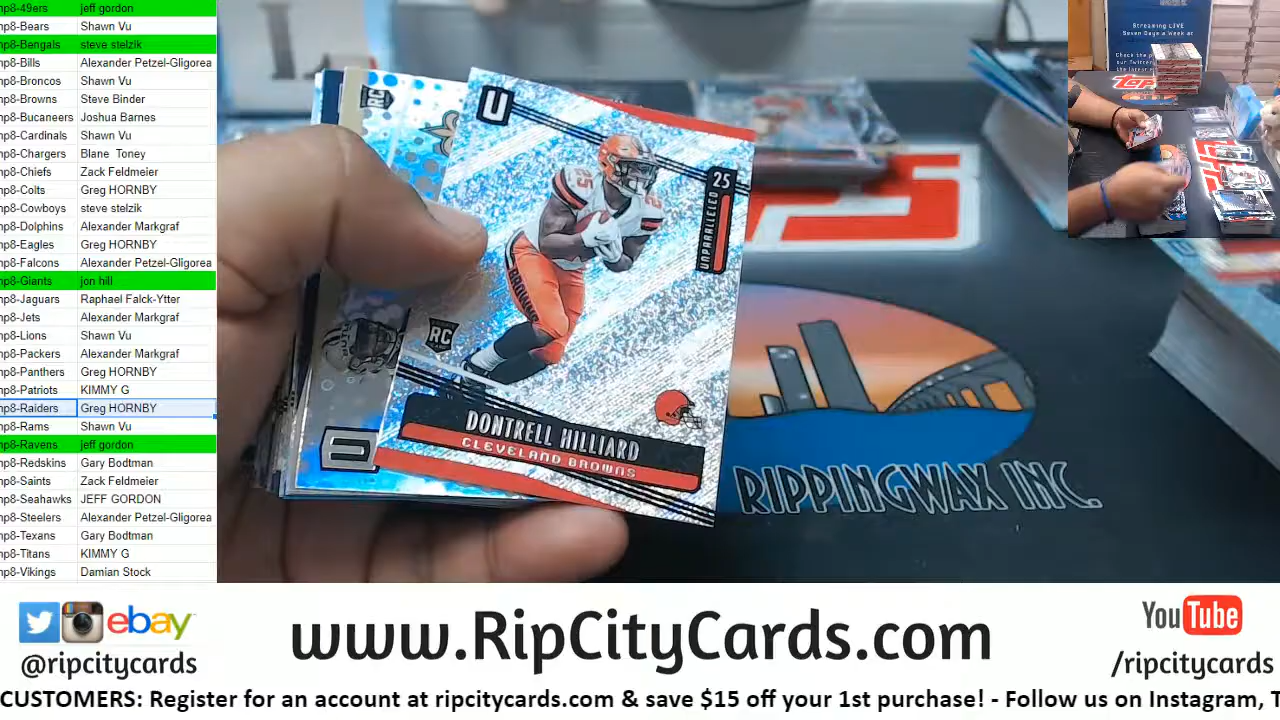 np8-49ers jeff gordon
np8-Bears Shawn Vu
np8-Bengals steve stelzik
np8-Bills Alexander Petzel-Gligorea
np8-Broncos Shawn Vu
np8-Browns Steve Binder
np8-Bucaneers Joshua Barnes
np8-Cardinals Shawn Vu
np8-Chargers Blane Toney
np8-Chiefs Zack Feldmeier
np8-Colts Greg HORNBY
np8-Cowboys steve stelzik
np8-Dolphins Alexander Markgraf
np8-Eagles Greg HORNBY
np8-Falcons Alexander Petzel-Gligorea
np8-Giants jon hill
np8-Jaguars Raphael Falck-Ytter
np8-Jets Alexander Markgraf
np8-Lions Shawn Vu
np8-Packers Alexander Markgraf
np8-Panthers Greg HORNBY
np8-Patriots KIMMY G
np8-Raiders Greg HORNBY
np8-Rams Shawn Vu
np8-Ravens jeff gordon
np8-Redskins Gary Bodtman
np8-Saints Zack Feldmeier
np8-Seahawks JEFF GORDON
np8-Steelers Alexander Petzel-Gligorea
np8-Texans Gary Bodtman
np8-Titans KIMMY G
np8-Vikings Damian Stock
RC
U
25
UNPARALLELED
RC
DONTRELL HILLIARD
CLEVELAND BROWNS
U
RIPPINGWAX INC.
Streaming LIVE
Seven Days a Week at
Topps
ebay
@ripcitycards
www.RipCityCards.com
YouTube
/ripcitycards
CUSTOMERS: Register for an account at ripcitycards.com & save $15 off your 1st purchase! - Follow us on Instagram, T